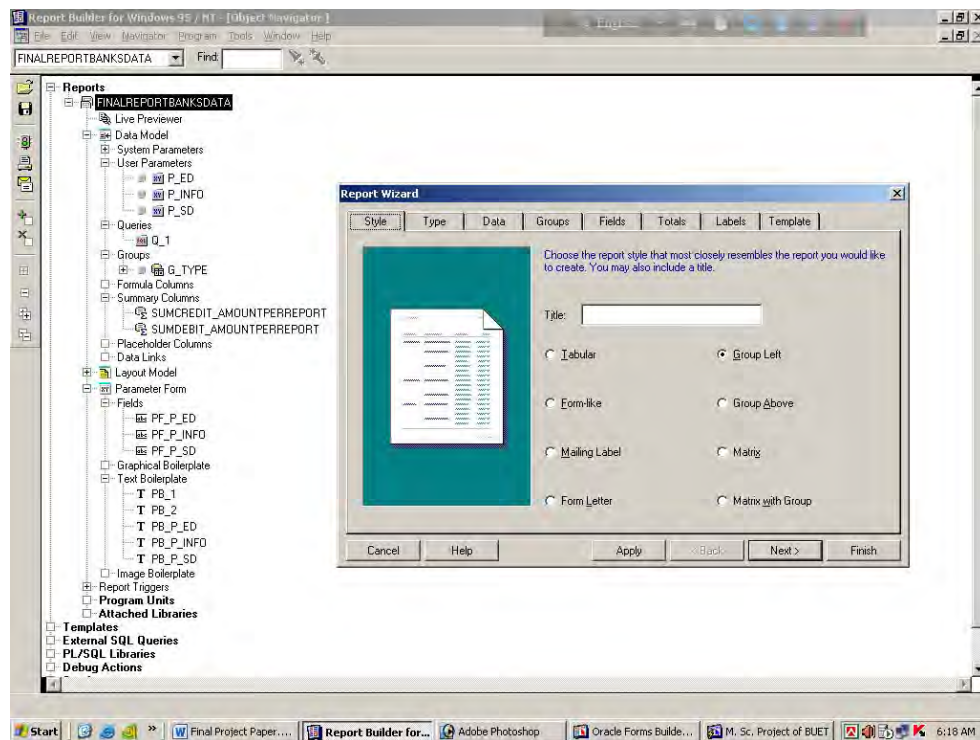 Report Builder for Windows 95 / NT - [Object Navigator ]
File Edit View Navigator Program Tools Window Help
FINALREPORTBANKSDATA Find:
Reports
FINALREPORTBANKSDATA
Live Previewer
Data Model
System Parameters
User Parameters
P_ED
P_INFO
P_SD
Queries
Q_1
Groups
G_TYPE
Formula Columns
Summary Columns
SUMCREDIT_AMOUNTPERREPORT
SUMDEBIT_AMOUNTPERREPORT
Placeholder Columns
Data Links
Layout Model
Parameter Form
Fields
PF_P_ED
PF_P_INFO
PF_P_SD
Graphical Boilerplate
Text Boilerplate
PB_1
PB_2
PB_P_ED
PB_P_INFO
PB_P_SD
Image Boilerplate
Report Triggers
Program Units
Attached Libraries
Templates
External SQL Queries
PL/SQL Libraries
Debug Actions
Report Wizard
Style Type Data Groups Fields Totals Labels Template
Choose the report style that most closely resembles the report you would like
to create. You may also include a title.
Title:
Tabular Group Left
Form-like Group Above
Mailing Label Matrix
Form Letter Matrix with Group
Cancel Help Apply < Back Next > Finish
Start » Final Project Paper.... Report Builder for... Adobe Photoshop Oracle Forms Builde... M. Sc. Project of BUET 6:18 AM